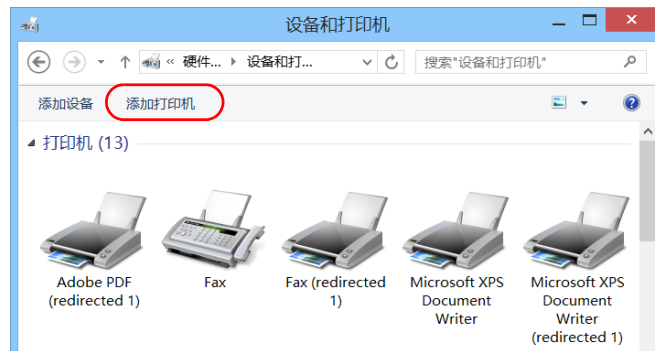 设备和打印机
« 硬件... 设备和打... 搜索"设备和打印机"
添加设备 添加打印机
打印机 (13)
Adobe PDF
(redirected 1)
Fax
Fax (redirected
1)
Microsoft XPS
Document
Writer
Microsoft XPS
Document
Writer
(redirected 1)